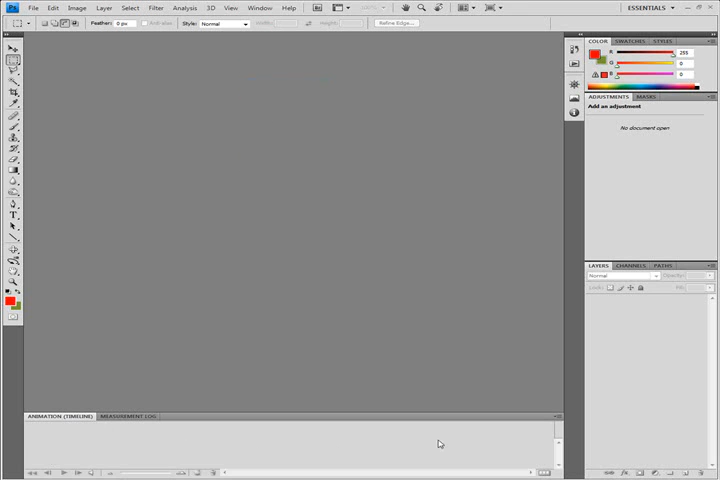 Ps File Edit Image Layer Select Filter Analysis 3D View Window Help Br ESSENTIALS
Feather: 0 px Anti-alias Style: Normal Width: Height: Refine Edge...
COLOR SWATCHES STYLES
R 255
G 0
B 0
ADJUSTMENTS MASKS
Add an adjustment
No document open
LAYERS CHANNELS PATHS
Normal Opacity:
Lock: Fill:
ANIMATION (TIMELINE) MEASUREMENT LOG